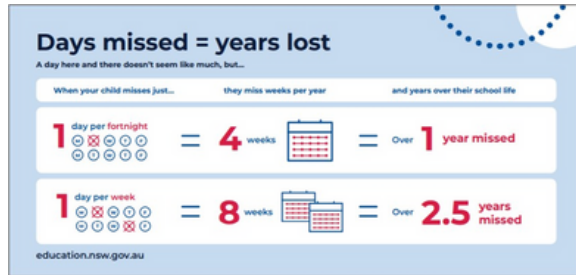 Days missed = years lost
A day here and there doesn't seem like much, but...
When your child misses just... they miss weeks per year and years over their school life
1 day per fortnight = 4 weeks = Over 1 year missed
M T W T F
M T W T F
1 day per week = 8 weeks = Over 2.5 years missed
M T W T F
M T W T F
education.nsw.gov.au